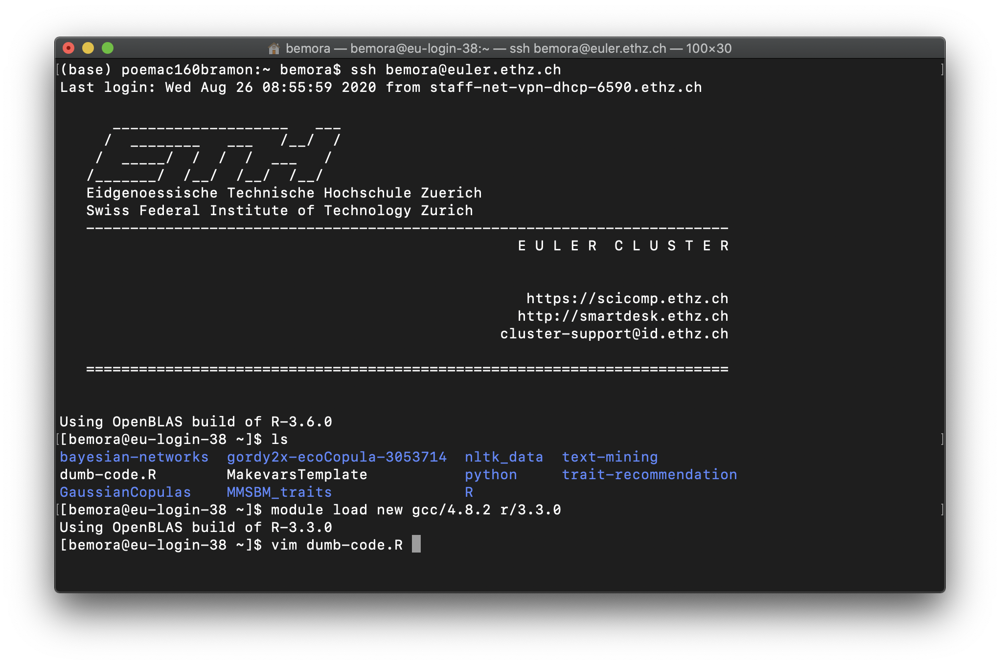 bemora — bemora@eu-login-38:~ — ssh bemora@euler.ethz.ch — 100×30
(base) poemac160bramon:~ bemora$ ssh bemora@euler.ethz.ch
Last login: Wed Aug 26 08:55:59 2020 from staff-net-vpn-dhcp-6590.ethz.ch
      ____________________   ___
     /  ________   ___   /__/  /
    /  _____/  /  /  /  ___   /
   /_______/  /__/  /__/  /__/
   Eidgenoessische Technische Hochschule Zuerich
   Swiss Federal Institute of Technology Zurich
   -------------------------------------------------------------------------
                                                    E U L E R  C L U S T E R
                                                     https://scicomp.ethz.ch
                                                    http://smartdesk.ethz.ch
                                                  cluster-support@id.ethz.ch
   =========================================================================
Using OpenBLAS build of R-3.6.0
[bemora@eu-login-38 ~]$ ls
bayesian-networks  gordy2x-ecoCopula-3053714  nltk_data  text-mining
dumb-code.R        MakevarsTemplate           python     trait-recommendation
GaussianCopulas    MMSBM_traits               R
[bemora@eu-login-38 ~]$ module load new gcc/4.8.2 r/3.3.0
Using OpenBLAS build of R-3.3.0
[bemora@eu-login-38 ~]$ vim dumb-code.R